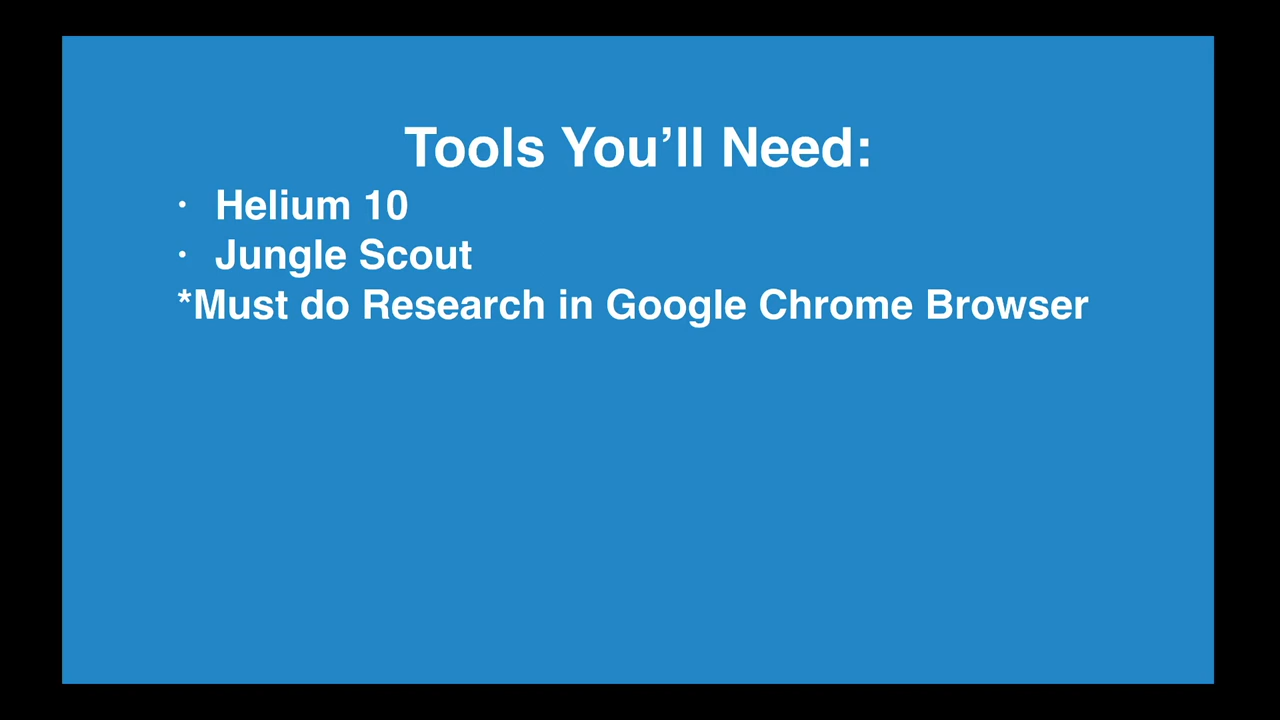 Tools You’ll Need:
· Helium 10
· Jungle Scout
*Must do Research in Google Chrome Browser